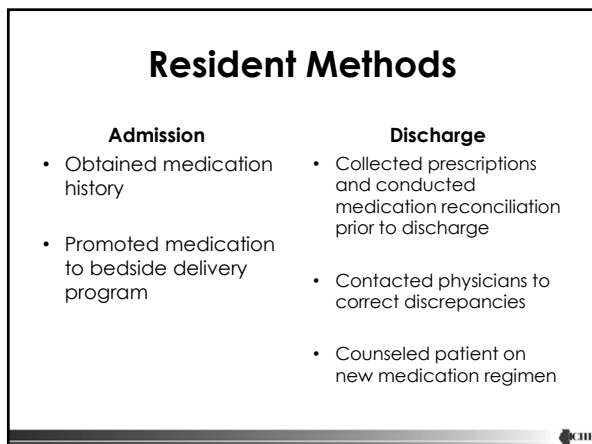 Resident Methods
Admission
• Obtained medication
history
• Promoted medication
to bedside delivery
program
Discharge
• Collected prescriptions
and conducted
medication reconciliation
prior to discharge
• Contacted physicians to
correct discrepancies
• Counseled patient on
new medication regimen